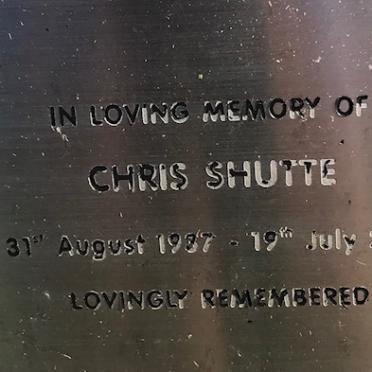 IN LOVING MEMORY OF
CHRIS SHUTTE
31st August 1987 - 19th July
LOVINGLY REMEMBERED